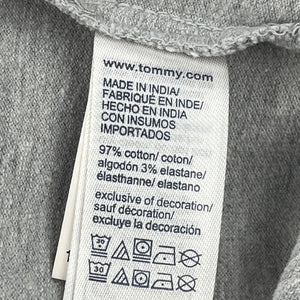 www.tommy.com
MADE IN INDIA/
FABRIQUÉ EN INDE/
HECHO EN INDIA
CON INSUMOS
IMPORTADOS
97% cotton/ coton/
algodón 3% elastane/
élasthanne/ elastano
exclusive of decoration/
sauf décoration/
excluye la decoración
30